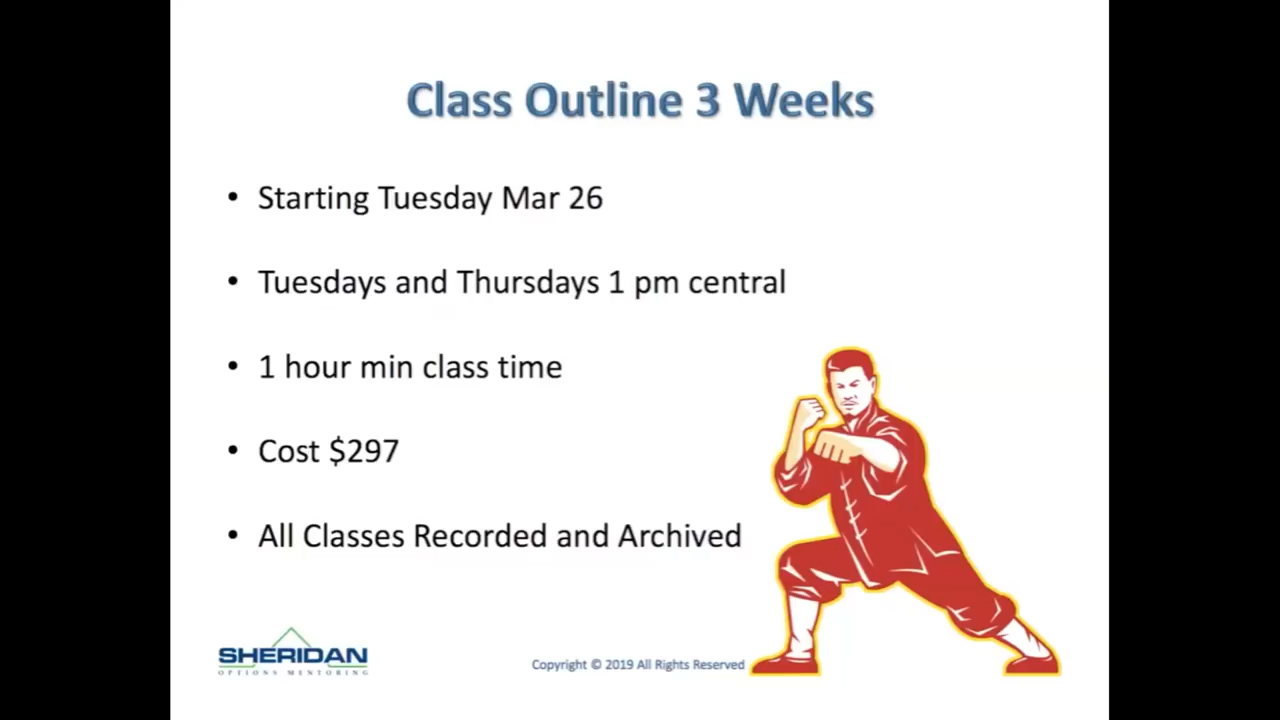 Class Outline 3 Weeks
• Starting Tuesday Mar 26
• Tuesdays and Thursdays 1 pm central
• 1 hour min class time
• Cost $297
• All Classes Recorded and Archived
SHERIDAN
OPTIONS MENTORING
Copyright © 2019 All Rights Reserved